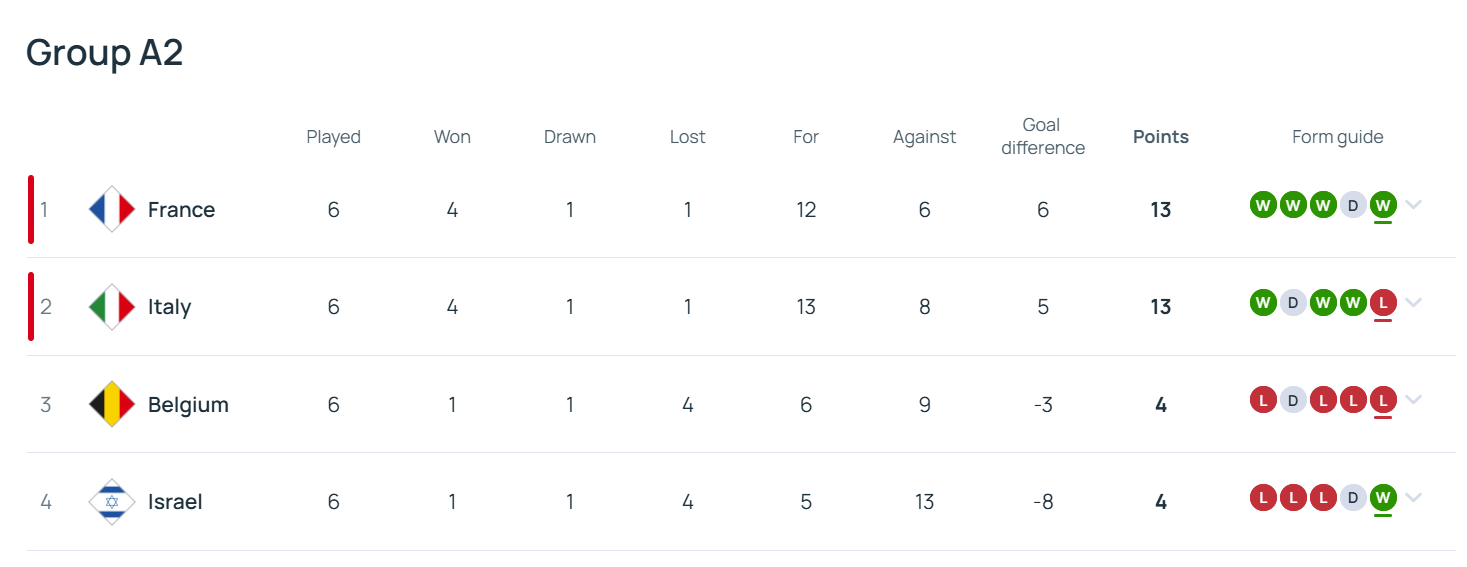 Group A2
Played Won Drawn Lost For Against Goal difference Points Form guide
1 France 6 4 1 1 12 6 6 13 W W W D W
2 Italy 6 4 1 1 13 8 5 13 W D W W L
3 Belgium 6 1 1 4 6 9 -3 4 L D L L L
4 Israel 6 1 1 4 5 13 -8 4 L L L D W